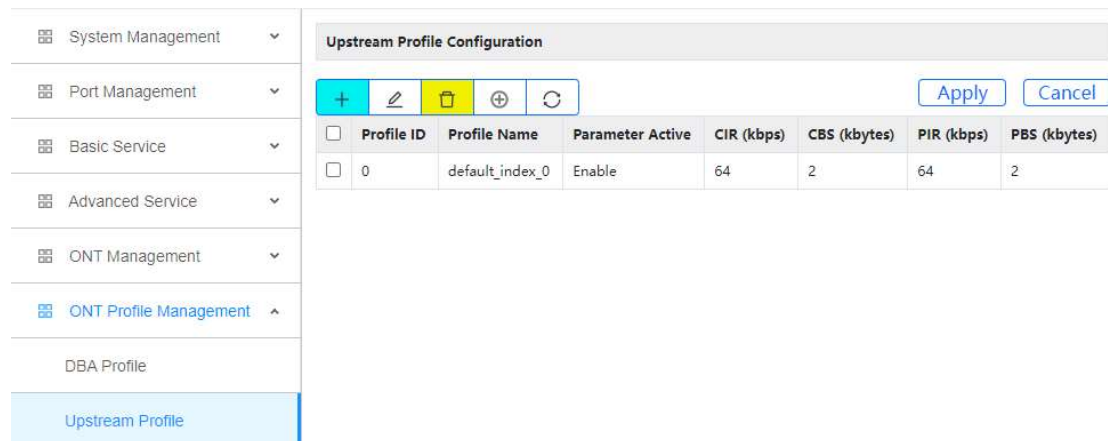 System Management
Port Management
Basic Service
Advanced Service
ONT Management
ONT Profile Management
DBA Profile
Upstream Profile
Upstream Profile Configuration
Apply Cancel
Profile ID Profile Name Parameter Active CIR (kbps) CBS (kbytes) PIR (kbps) PBS (kbytes)
0 default_index_0 Enable 64 2 64 2